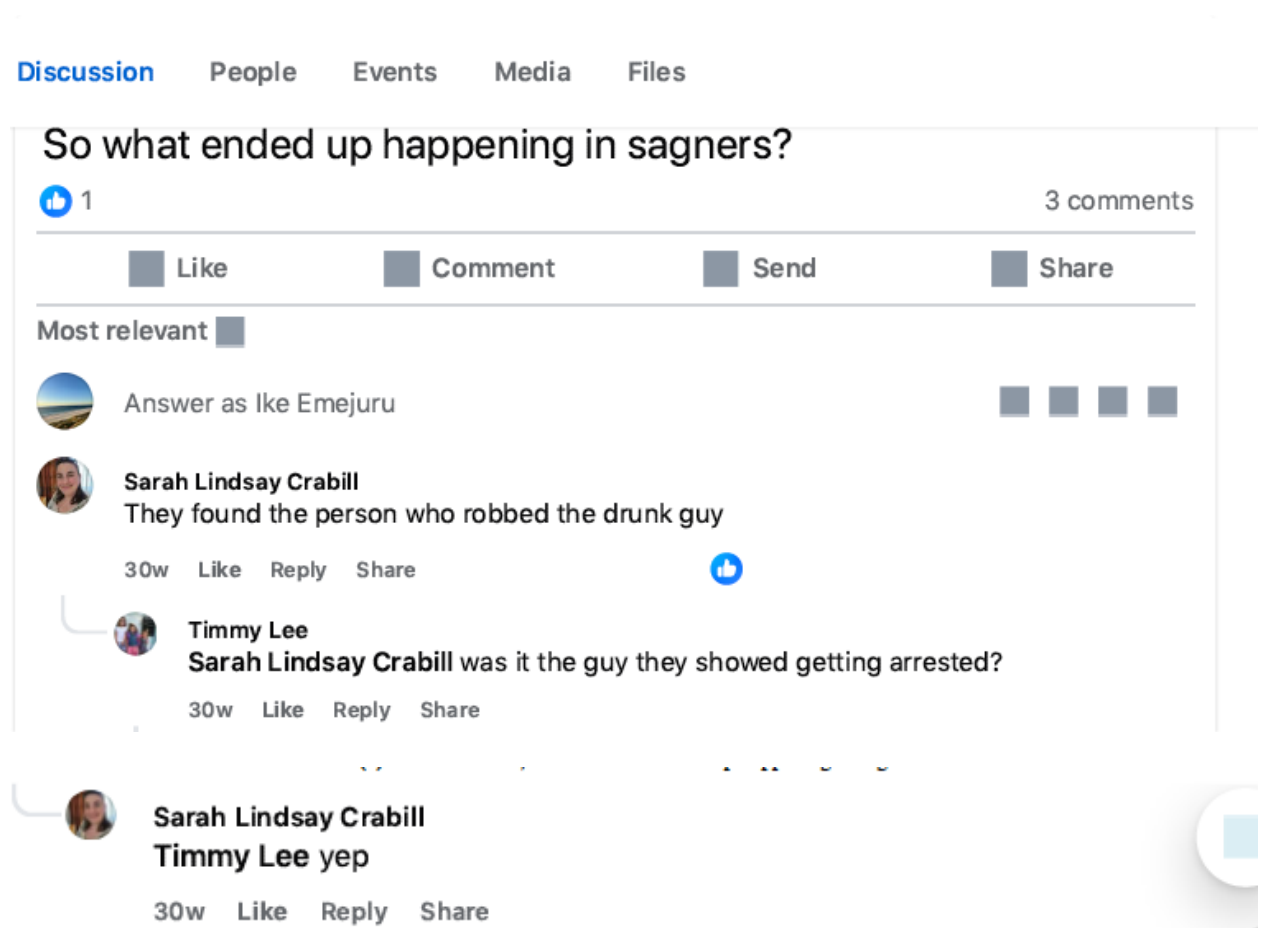 Discussion People Events Media Files
So what ended up happening in sagners?
1 3 comments
Like Comment Send Share
Most relevant
Answer as Ike Emejuru
Sarah Lindsay Crabill
They found the person who robbed the drunk guy
30w Like Reply Share
Timmy Lee
Sarah Lindsay Crabill was it the guy they showed getting arrested?
30w Like Reply Share
Sarah Lindsay Crabill
Timmy Lee yep
30w Like Reply Share